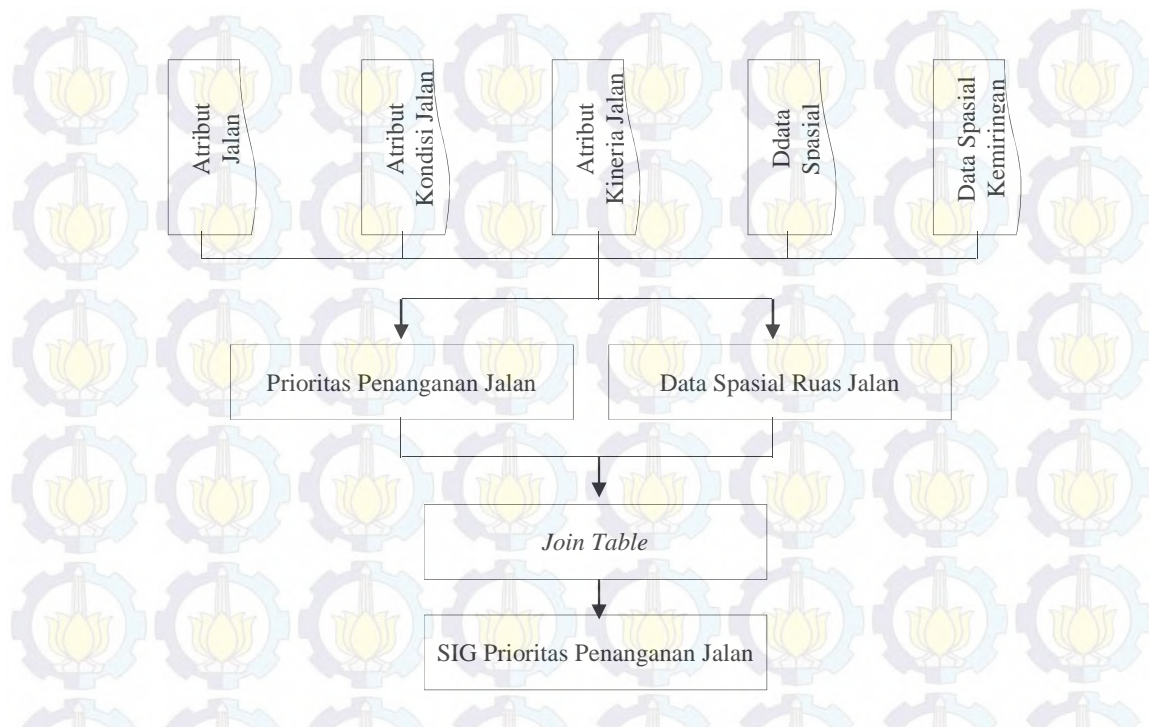 Atribut
Jalan
Atribut
Kondisi Jalan
Atribut
Kineria Jalan
Ddata
Spasial
Data Spasial
Kemiringan
Prioritas Penanganan Jalan
Data Spasial Ruas Jalan
Join Table
SIG Prioritas Penanganan Jalan